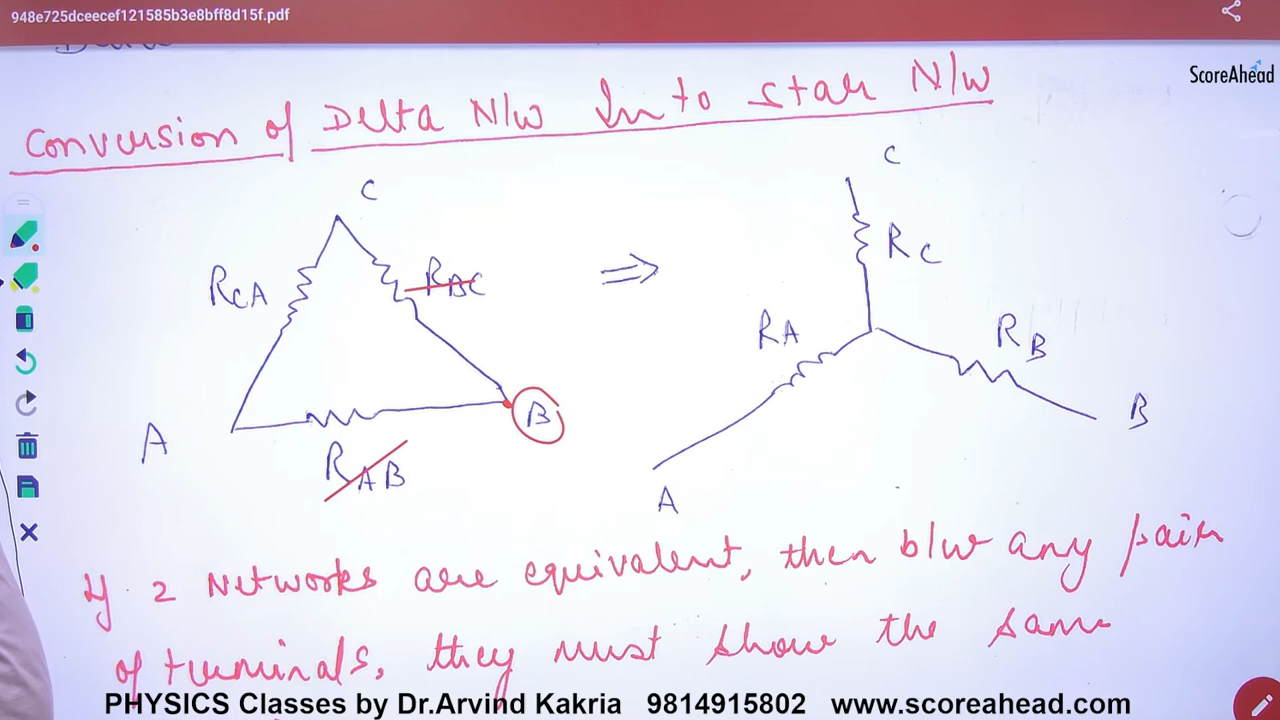 948e725dceecef121585b3e8bff8d15f.pdf
ScoreAhead
Conversion of Delta N/w Into star N/w
C
C
RCA
RBC
⇒
RC
RA
RB
A
B
B
RAB
A
If 2 Networks are equivalent, then b/w any pair
of terminals, they must show the same
PHYSICS Classes by Dr.Arvind Kakria 9814915802 www.scoreahead.com